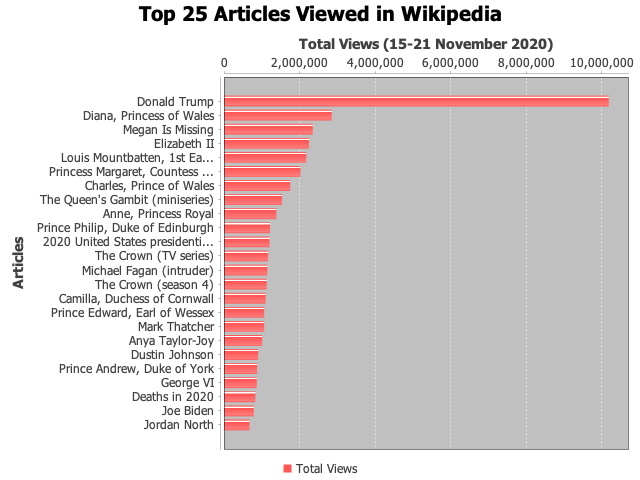 Top 25 Articles Viewed in Wikipedia
Total Views (15-21 November 2020)
0 2,000,000 4,000,000 6,000,000 8,000,000 10,000,000
Donald Trump
Diana, Princess of Wales
Megan Is Missing
Elizabeth II
Louis Mountbatten, 1st Ea...
Princess Margaret, Countess ...
Charles, Prince of Wales
The Queen's Gambit (miniseries)
Anne, Princess Royal
Prince Philip, Duke of Edinburgh
2020 United States presidenti...
The Crown (TV series)
Michael Fagan (intruder)
The Crown (season 4)
Camilla, Duchess of Cornwall
Prince Edward, Earl of Wessex
Mark Thatcher
Anya Taylor-Joy
Dustin Johnson
Prince Andrew, Duke of York
George VI
Deaths in 2020
Joe Biden
Jordan North
Articles
Total Views